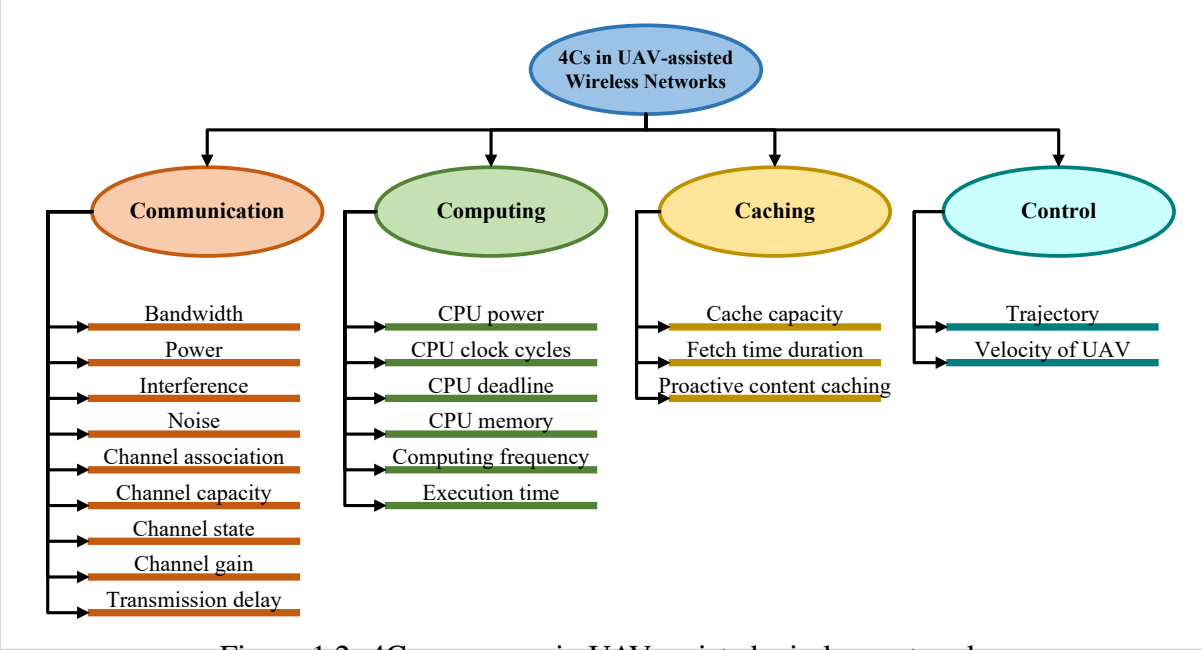 4Cs in UAV-assisted
Wireless Networks
Communication
Computing
Caching
Control
Bandwidth
Power
Interference
Noise
Channel association
Channel capacity
Channel state
Channel gain
Transmission delay
CPU power
CPU clock cycles
CPU deadline
CPU memory
Computing frequency
Execution time
Cache capacity
Fetch time duration
Proactive content caching
Trajectory
Velocity of UAV